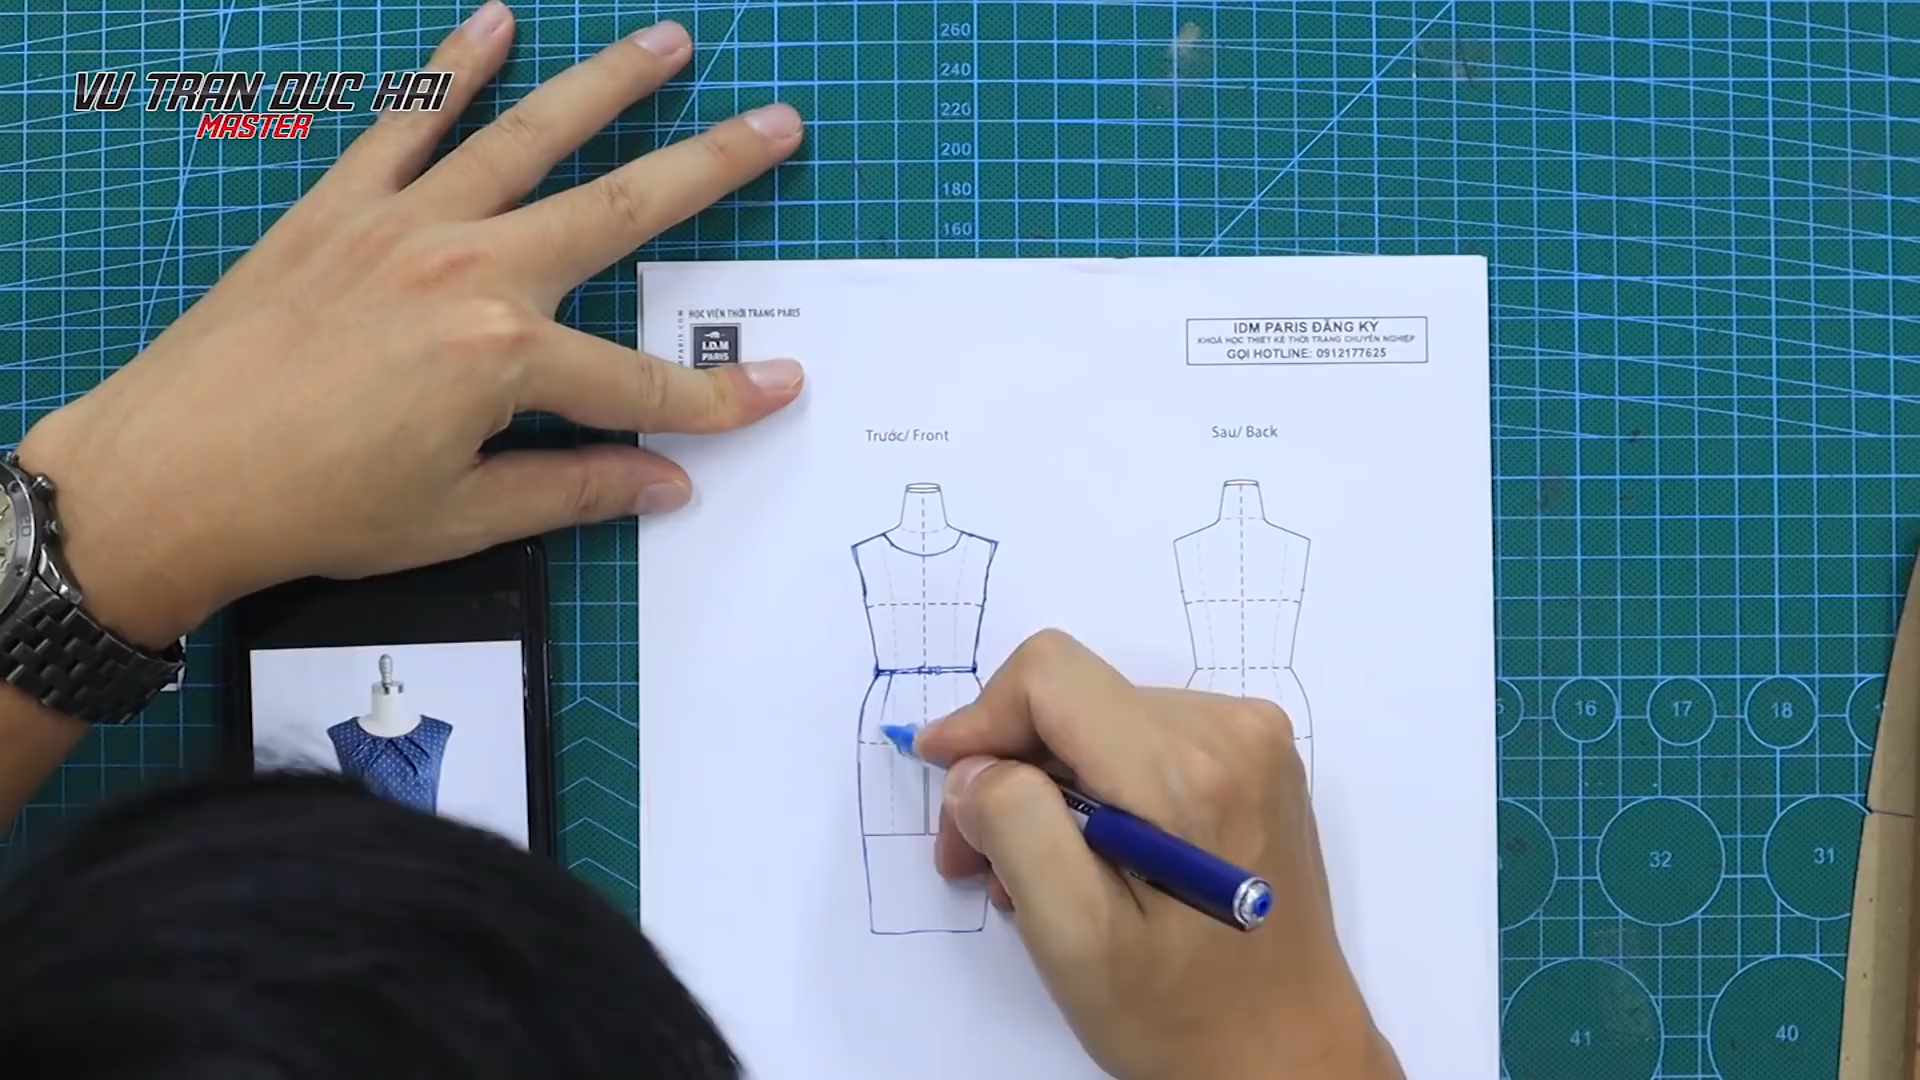 VU TRAN DUC HAI
MASTER
260
240
220
200
180
160
HỌC VIỆN THỜI TRANG PARIS
I.D.M
PARIS
IDM PARIS ĐĂNG KÝ
KHOÁ HỌC THIẾT KẾ THỜI TRANG CHUYÊN NGHIỆP
GỌI HOTLINE: 0912177625
Trước/ Front
Sau/ Back
16
17
18
32
31
41
40